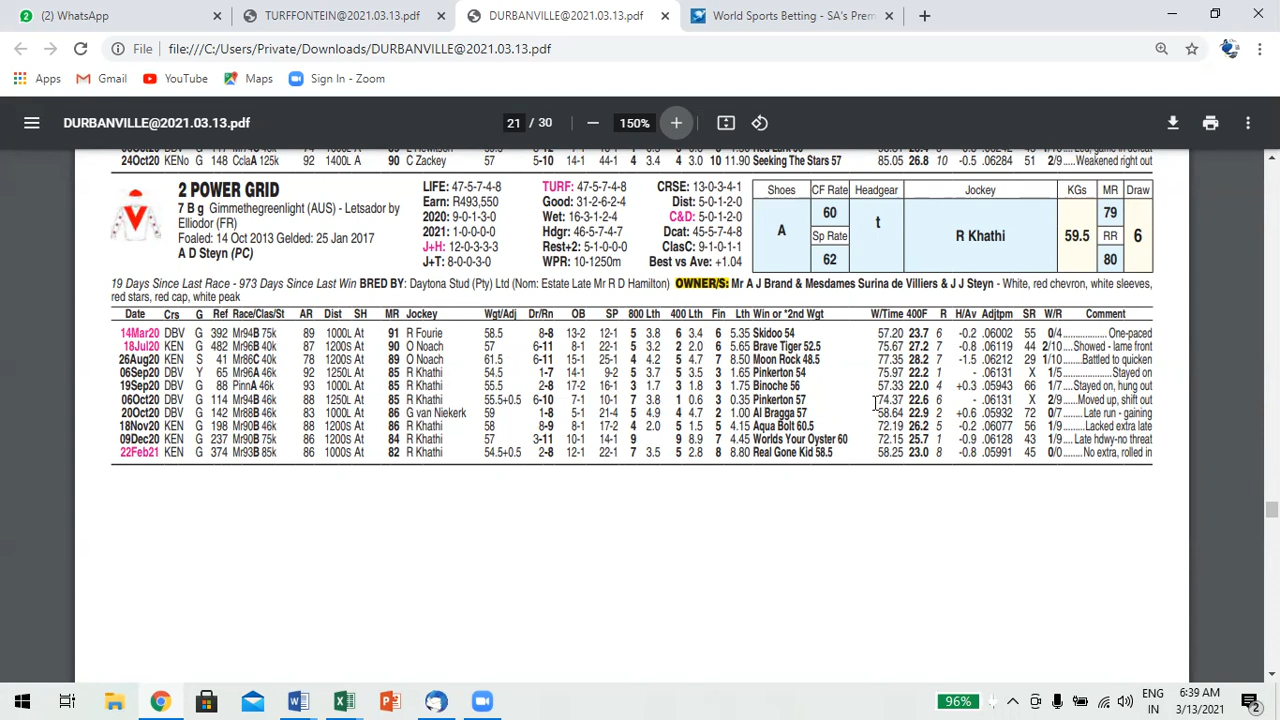 (2) WhatsApp
TURFFONTEIN@2021.03.13.pdf
DURBANVILLE@2021.03.13.pdf
World Sports Betting - SA's Prem
File file:///C:/Users/Private/Downloads/DURBANVILLE@2021.03.13.pdf
Apps Gmail YouTube Maps Sign In - Zoom
DURBANVILLE@2021.03.13.pdf 21 / 30 150%
24Oct20 KENo G 148 CclaA 125k 92 1400L A 90 C Zackey 57 5-10 14-1 44-1 4 3.4 4 3.0 10 11.90 Seeking The Stars 57 85.05 26.8 10 -0.5 .06284 51 2/9 .....Weakened right out
2 POWER GRID
7 B g Gimmethegreenlight (AUS) - Letsador by
Elliodor (FR)
Foaled: 14 Oct 2013 Gelded: 25 Jan 2017
A D Steyn (PC)
LIFE: 47-5-7-4-8 TURF: 47-5-7-4-8 CRSE: 13-0-3-4-1
Earn: R493,550 Good: 31-2-6-2-4 Dist: 5-0-1-2-0
2020: 9-0-1-3-0 Wet: 16-3-1-2-4 C&D: 5-0-1-2-0
2021: 1-0-0-0-0 Hdgr: 46-5-7-4-7 Dcat: 45-5-7-4-8
J+H: 12-0-3-3-3 Rest+2: 5-1-0-0-0 ClasC: 9-1-0-1-1
J+T: 8-0-0-3-0 WPR: 10-1250m Best vs Ave: +1.04
Shoes CF Rate Headgear Jockey KGs MR Draw
A 60 Sp Rate 62 t R Khathi 59.5 79 RR 80 6
19 Days Since Last Race - 973 Days Since Last Win BRED BY: Daytona Stud (Pty) Ltd (Nom: Estate Late Mr R D Hamilton) OWNER/S: Mr A J Brand & Mesdames Surina de Villiers & J J Steyn - White, red chevron, white sleeves,
red stars, red cap, white peak
Date Crs G Ref Race/Clas/St AR Dist SH MR Jockey Wgt/Adj Dr/Rn OB SP 800 Lth 400 Lth Fin Lth Win or *2nd Wgt W/Time 400F R H/Av Adjtpm SR W/R Comment
14Mar20 DBV G 392 Mr94B 75k 89 1000L At 91 R Fourie 58.5 8-8 13-2 12-1 5 3.8 6 3.4 6 5.35 Skidoo 54 57.20 23.7 6 -0.2 .06002 55 0/4 .....One-paced
18Jul20 KEN G 482 Mr96B 40k 87 1200S At 90 O Noach 57 6-11 8-1 22-1 5 3.2 2 2.0 6 5.65 Brave Tiger 52.5 75.67 27.2 7 -0.8 .06119 44 2/10 ..Showed - lame front
26Aug20 KEN S 41 Mr86C 40k 78 1200S At 89 O Noach 61.5 6-11 15-1 25-1 4 4.2 5 4.7 7 8.50 Moon Rock 48.5 77.35 28.2 7 -1.5 .06212 29 1/10 .....Battled to quicken
06Sep20 KEN Y 65 Mr96A 46k 92 1250L At 85 R Khathi 54.5 1-7 14-1 9-2 5 3.7 5 3.5 3 1.65 Pinkerton 54 75.97 22.2 1 - .06131 X 1/5 .....Stayed on
19Sep20 DBV G 88 PinnA 46k 93 1000L At 85 R Khathi 55.5 2-8 17-2 16-1 3 1.7 3 1.8 3 1.75 Binoche 56 57.33 22.0 4 +0.3 .05943 66 1/7 .....Stayed on, hung out
06Oct20 DBV G 114 Mr94B 46k 88 1250L At 85 R Khathi 55.5+0.5 6-10 7-1 10-1 7 3.8 1 0.6 3 0.35 Pinkerton 57 74.37 22.6 6 - .06131 X 2/9 .....Moved up, shift out
20Oct20 DBV G 142 Mr88B 46k 83 1000L At 86 G van Niekerk 59 1-8 5-1 21-4 3 4.9 4 4.7 2 1.00 Al Bragga 57 58.64 22.9 2 +0.6 .05932 72 0/7 .....Late run - gaining
18Nov20 KEN G 198 Mr90B 46k 86 1200S At 86 R Khathi 58 8-9 8-1 17-2 4 2.0 5 1.8 5 4.15 Aqua Bolt 60.5 72.19 26.2 5 -0.2 .06077 56 1/9 .....Lacked extra late
09Dec20 KEN G 237 Mr90B 75k 86 1200S At 84 R Khathi 57 3-11 10-1 14-1 9 9 8.9 7 4.45 Worlds Your Oyster 60 72.15 25.7 1 -0.9 .06128 43 1/9 ..Late hdwy-no threat
22Feb21 KEN G 374 Mr93B 85k 86 1000S At 82 R Khathi 54.5+0.5 2-8 12-1 22-1 7 3.5 5 2.8 8 8.80 Real Gone Kid 58.5 58.25 23.0 8 -0.8 .05991 45 0/0 .....No extra, rolled in
96% ENG 6:39 AM
IN 3/13/2021